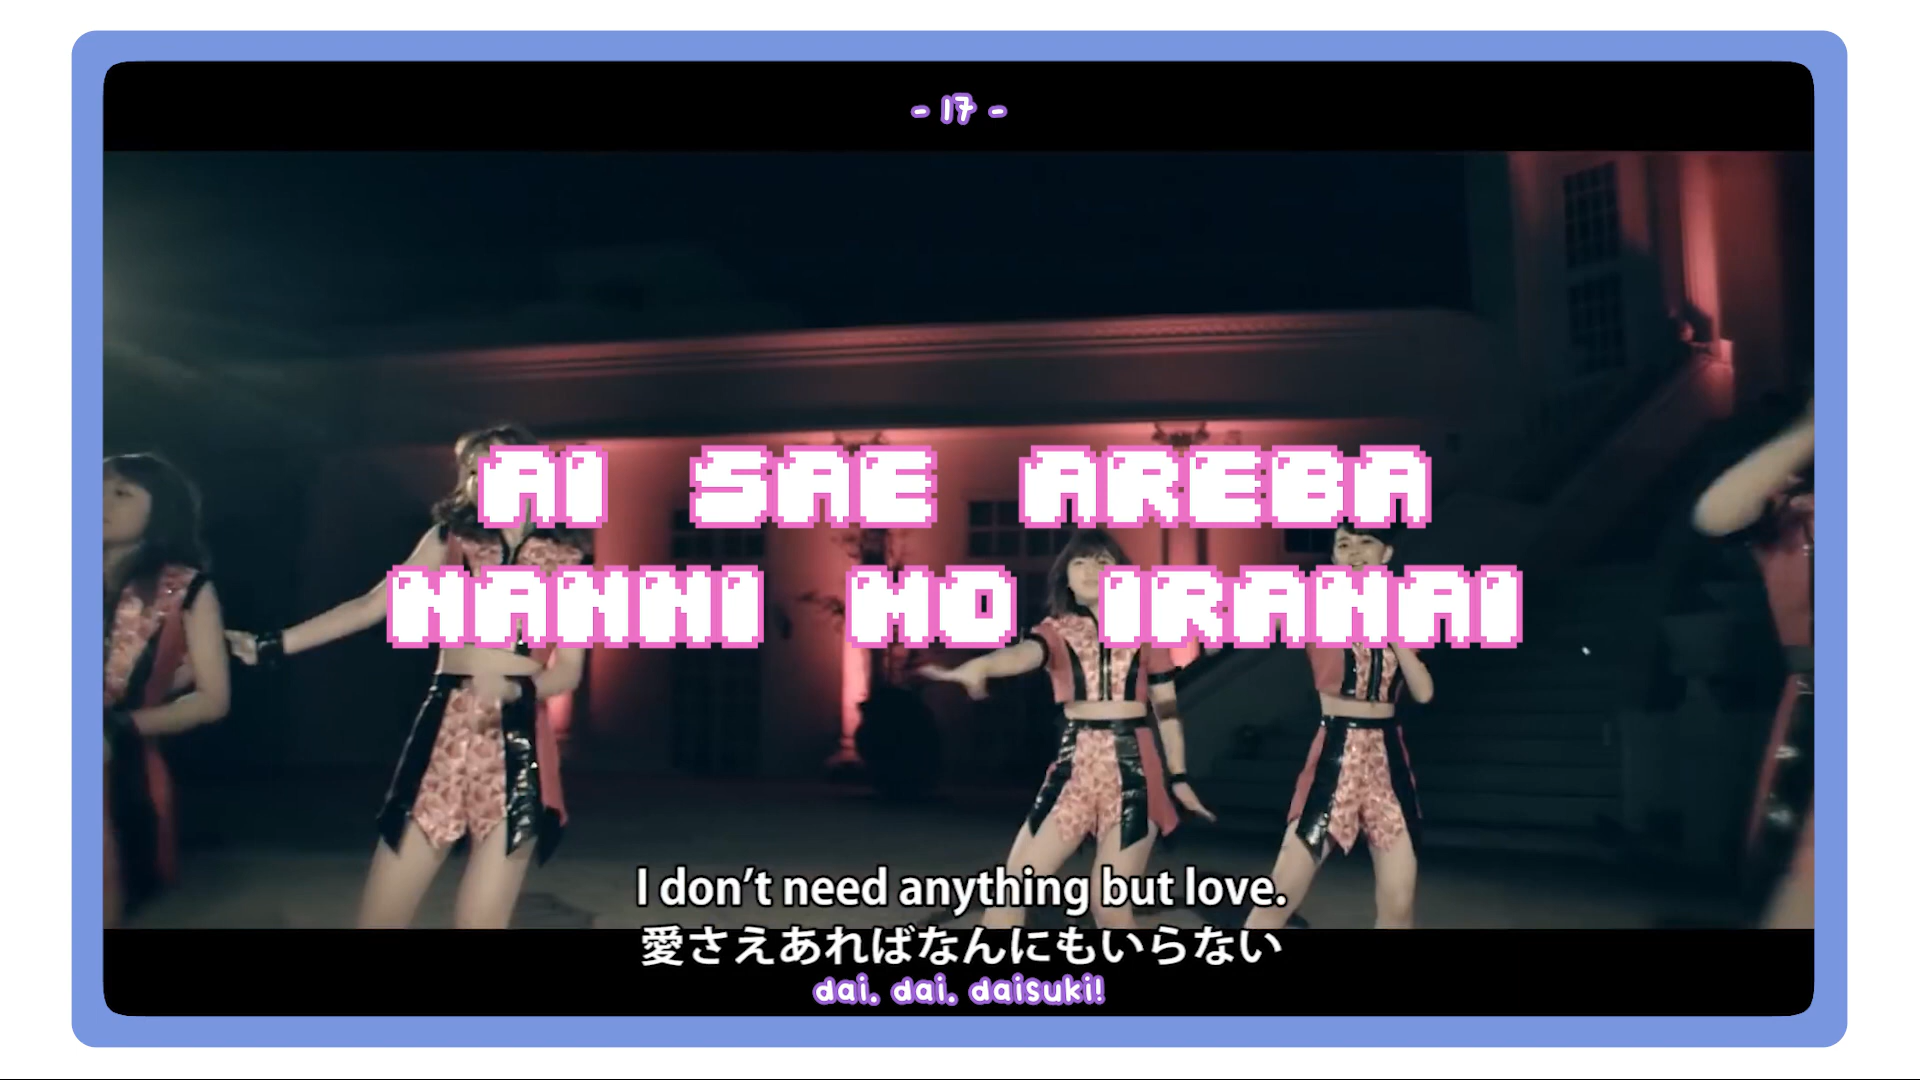 - 17 -
AI SAE AREBA
NANNI MO IRANAI
I don't need anything but love.
愛さえあればなんにもいらない
dai. dai. daisuki!